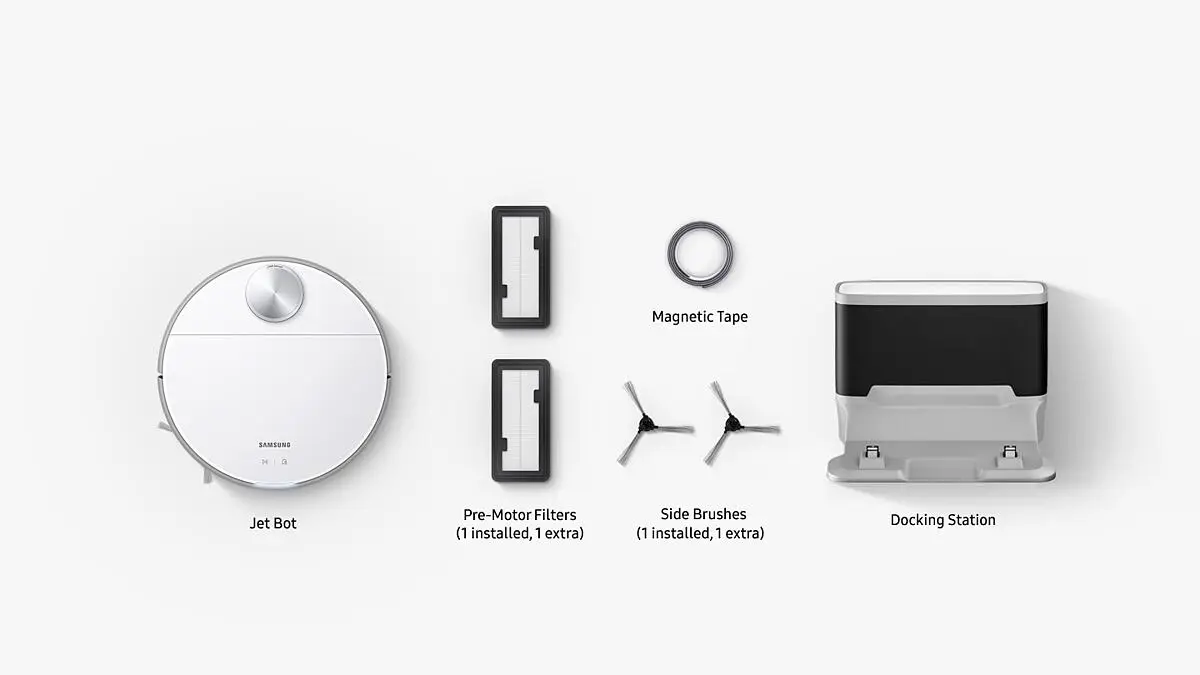 SAMSUNG
Jet Bot
Pre-Motor Filters
(1 installed, 1 extra)
Magnetic Tape
Side Brushes
(1 installed, 1 extra)
Docking Station